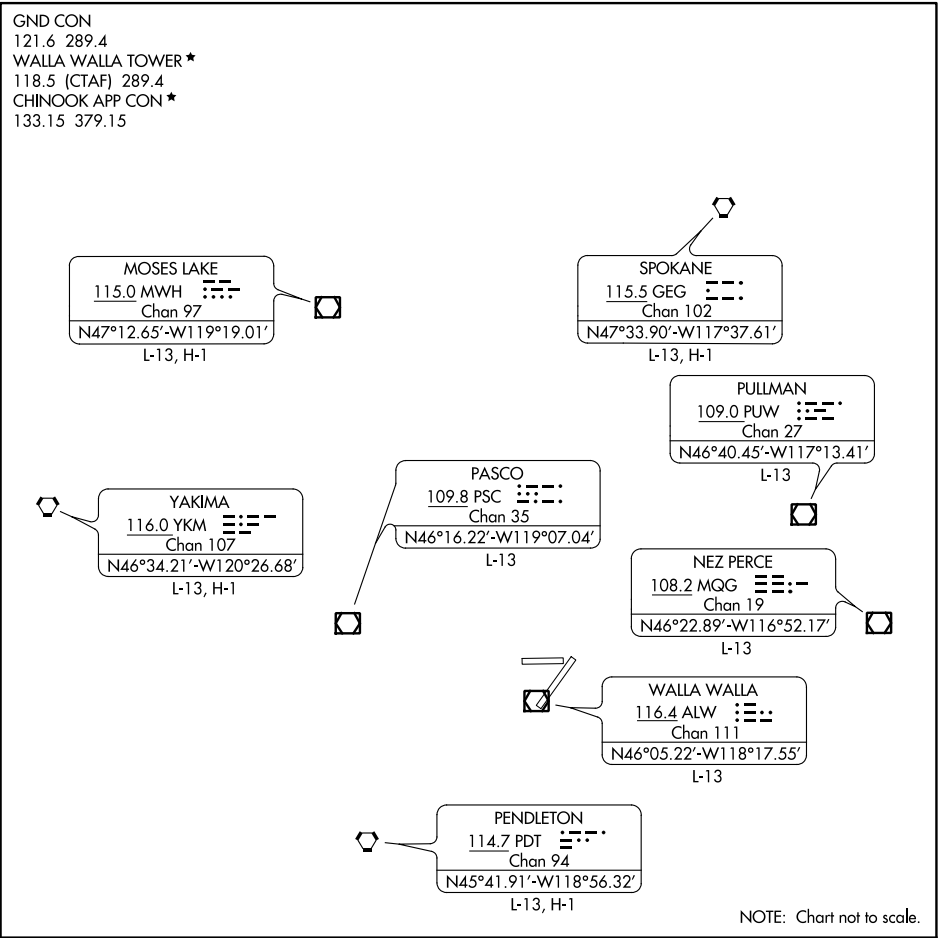 GND CON
121.6 289.4
WALLA WALLA TOWER★
118.5 (CTAF) 289.4
CHINOOK APP CON★
133.15 379.15
MOSES LAKE
115.0 MWH
Chan 97
N47°12.65'-W119°19.01'
L-13, H-1
SPOKANE
115.5 GEG
Chan 102
N47°33.90'-W117°37.61'
L-13, H-1
PULLMAN
109.0 PUW
Chan 27
N46°40.45'-W117°13.41'
L-13
PASCO
109.8 PSC
Chan 35
N46°16.22'-W119°07.04'
L-13
YAKIMA
116.0 YKM
Chan 107
N46°34.21'-W120°26.68'
L-13, H-1
NEZ PERCE
108.2 MQG
Chan 19
N46°22.89'-W116°52.17'
L-13
WALLA WALLA
116.4 ALW
Chan 111
N46°05.22'-W118°17.55'
L-13
PENDLETON
114.7 PDT
Chan 94
N45°41.91'-W118°56.32'
L-13, H-1
NOTE: Chart not to scale.